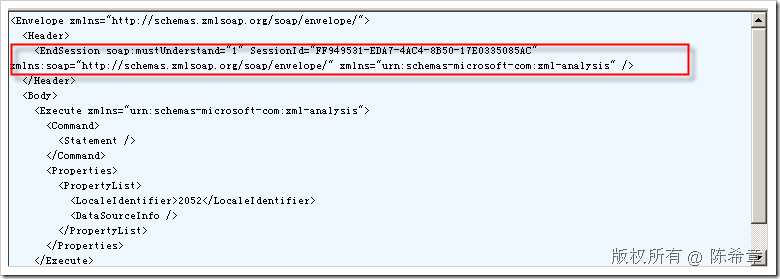 <Envelope xmlns="http://schemas.xmlsoap.org/soap/envelope/">
<Header>
<EndSession soap:mustUnderstand="1" SessionId="FF949531-EDA7-4AC4-8B50-17E0335085AC"
xmlns:soap="http://schemas.xmlsoap.org/soap/envelope/" xmlns="urn:schemas-microsoft-com:xml-analysis" />
</Header>
<Body>
<Execute xmlns="urn:schemas-microsoft-com:xml-analysis">
<Command>
<Statement />
</Command>
<Properties>
<PropertyList>
<LocaleIdentifier>2052</LocaleIdentifier>
<DataSourceInfo />
</PropertyList>
</Properties>
</Execute>
版权所有 @ 陈希章